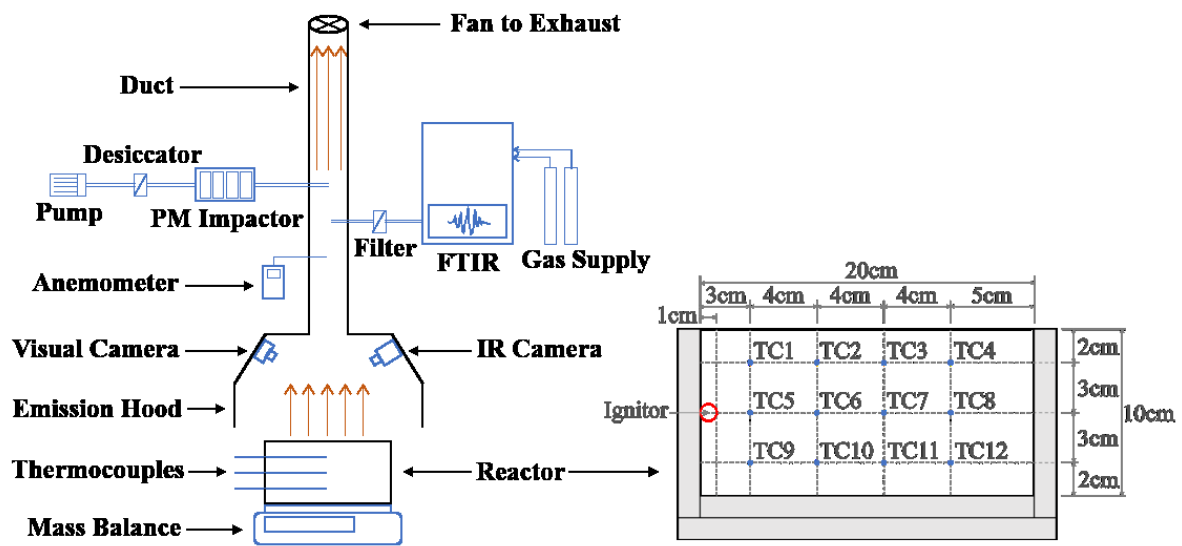 Fan to Exhaust
Duct
Desiccator
Pump
PM Impactor
Filter
FTIR
Gas Supply
Anemometer
Visual Camera
IR Camera
Emission Hood
Thermocouples
Reactor
Mass Balance
20cm
3cm 4cm 4cm 4cm 5cm
1cm
TC1 TC2 TC3 TC4
2cm
3cm
Ignitor
TC5 TC6 TC7 TC8
10cm
3cm
TC9 TC10 TC11 TC12
2cm